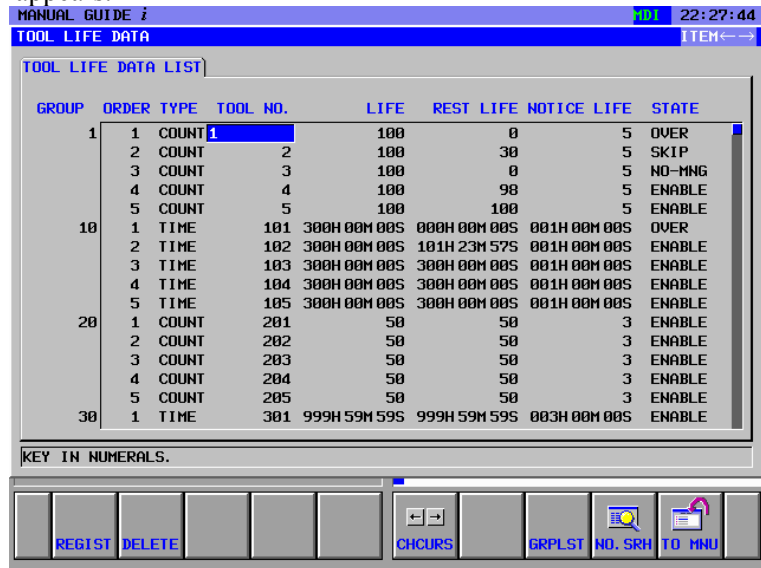 appears.
MANUAL GUIDE i MDI 22:27:44
TOOL LIFE DATA ITEM←→
TOOL LIFE DATA LIST
GROUP ORDER TYPE TOOL NO. LIFE REST LIFE NOTICE LIFE STATE
1 1 COUNT 1 100 0 5 OVER
2 COUNT 2 100 30 5 SKIP
3 COUNT 3 100 0 5 NO-MNG
4 COUNT 4 100 98 5 ENABLE
5 COUNT 5 100 100 5 ENABLE
10 1 TIME 101 300H 00M 00S 000H 00M 00S 001H 00M 00S OVER
2 TIME 102 300H 00M 00S 101H 23M 57S 001H 00M 00S ENABLE
3 TIME 103 300H 00M 00S 300H 00M 00S 001H 00M 00S ENABLE
4 TIME 104 300H 00M 00S 300H 00M 00S 001H 00M 00S ENABLE
5 TIME 105 300H 00M 00S 300H 00M 00S 001H 00M 00S ENABLE
20 1 COUNT 201 50 50 3 ENABLE
2 COUNT 202 50 50 3 ENABLE
3 COUNT 203 50 50 3 ENABLE
4 COUNT 204 50 50 3 ENABLE
5 COUNT 205 50 50 3 ENABLE
30 1 TIME 301 999H 59M 59S 999H 59M 59S 003H 00M 00S ENABLE
KEY IN NUMERALS.
←→
REGIST DELETE CHCURS GRPLST NO.SRH TO MNU